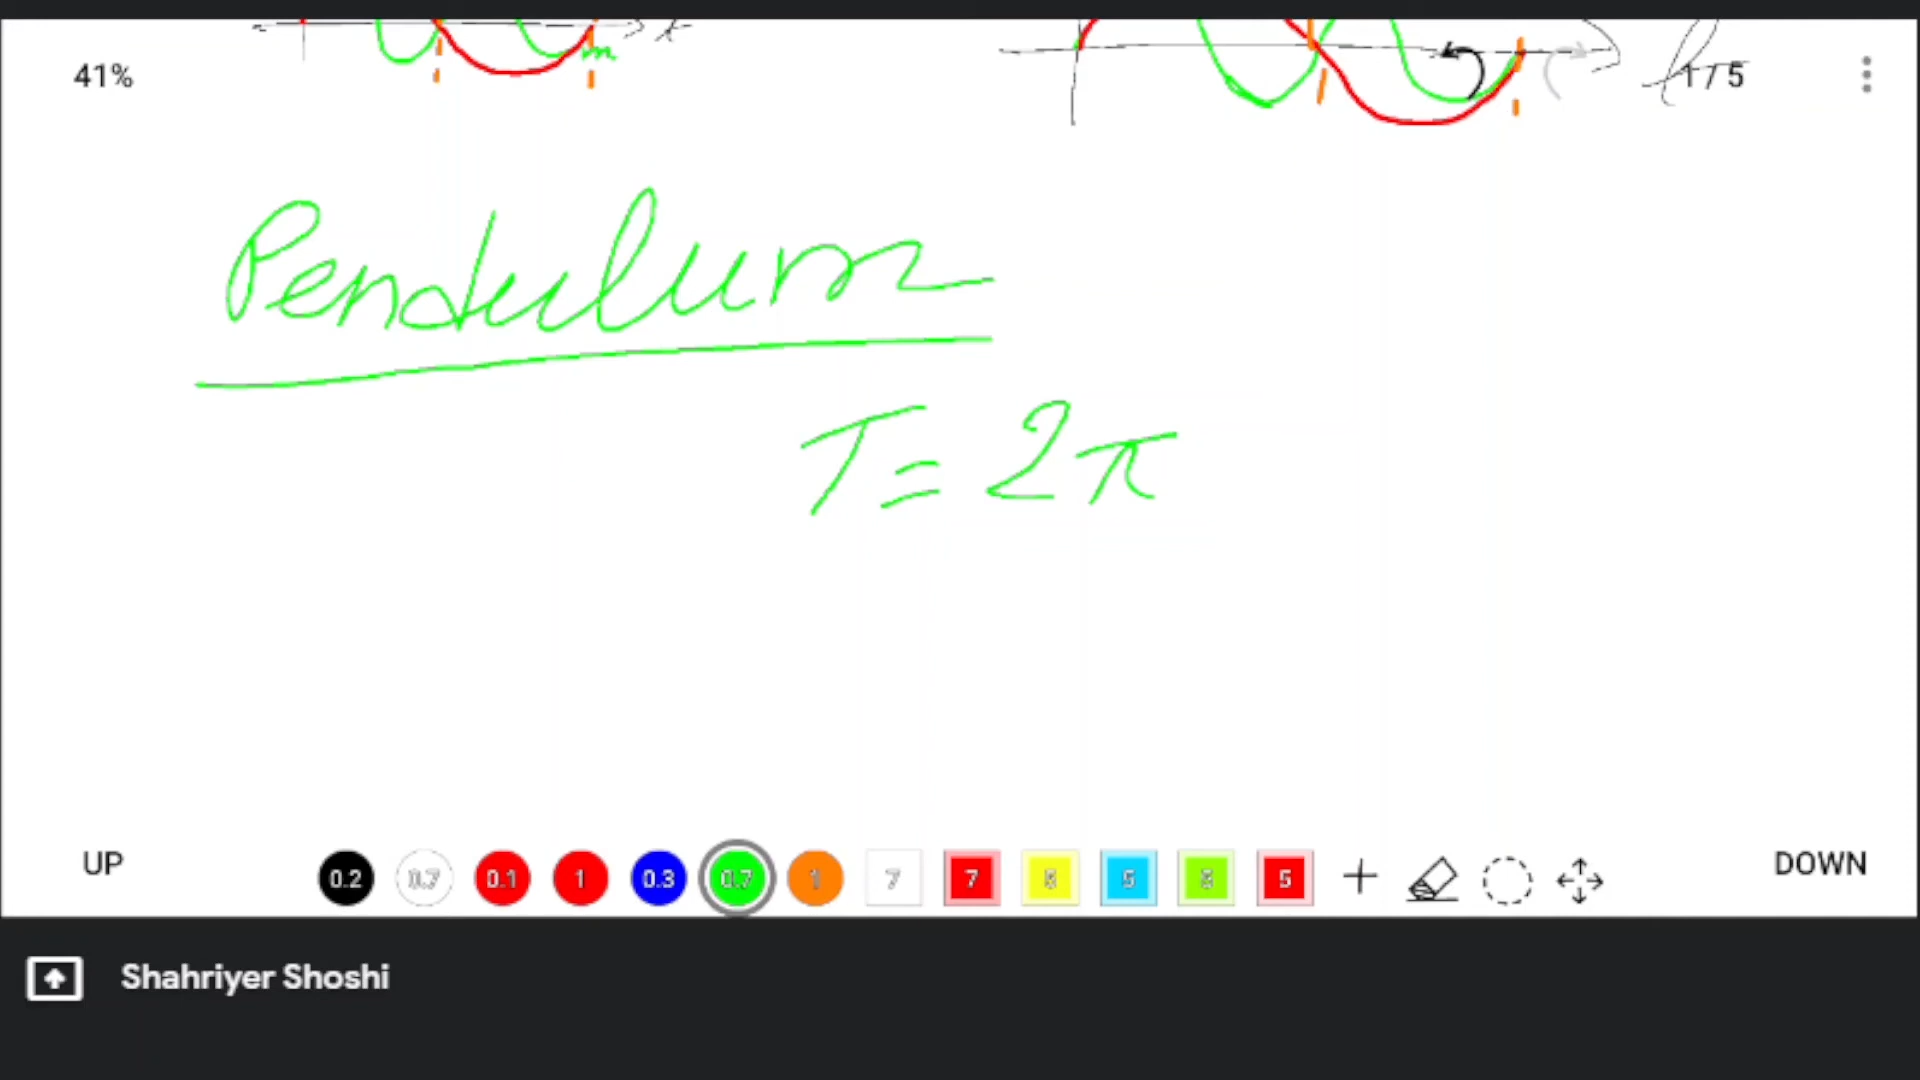 x
m
41%
1/5
Pendulum
T = 2π
UP
0.2 0.7 0.1 1 0.3 0.7 1 7 7 8 5 3 5 +
DOWN
Shahriyer Shoshi